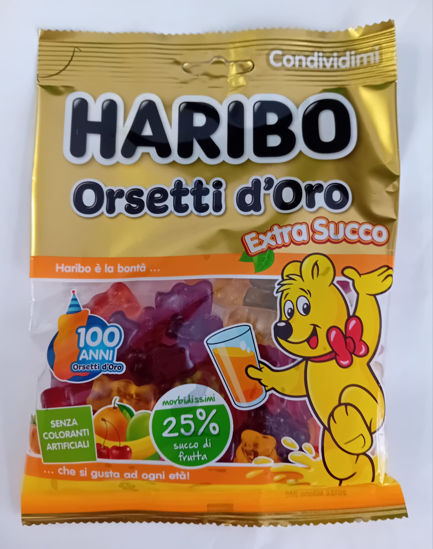 Condividimi
HARIBO
Orsetti d'Oro
Extra Succo
Haribo è la bontà ...
100
ANNI
Orsetti d'Oro
SENZA
COLORANTI
ARTIFICIALI
morbidissimi
25%
succo di
frutta
... che si gusta ad ogni età!